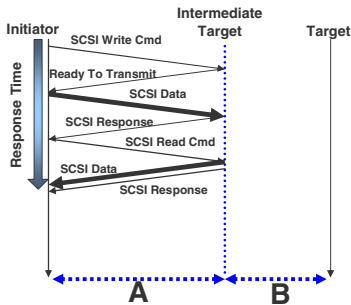 Intermediate
Initiator
Target
Target
SCSI Write Cmd
Ready To Transmit
SCSI Data
Response Time
SCSI Response
SCSI Read Cmd
SCSI Data
SCSI Response
A
B